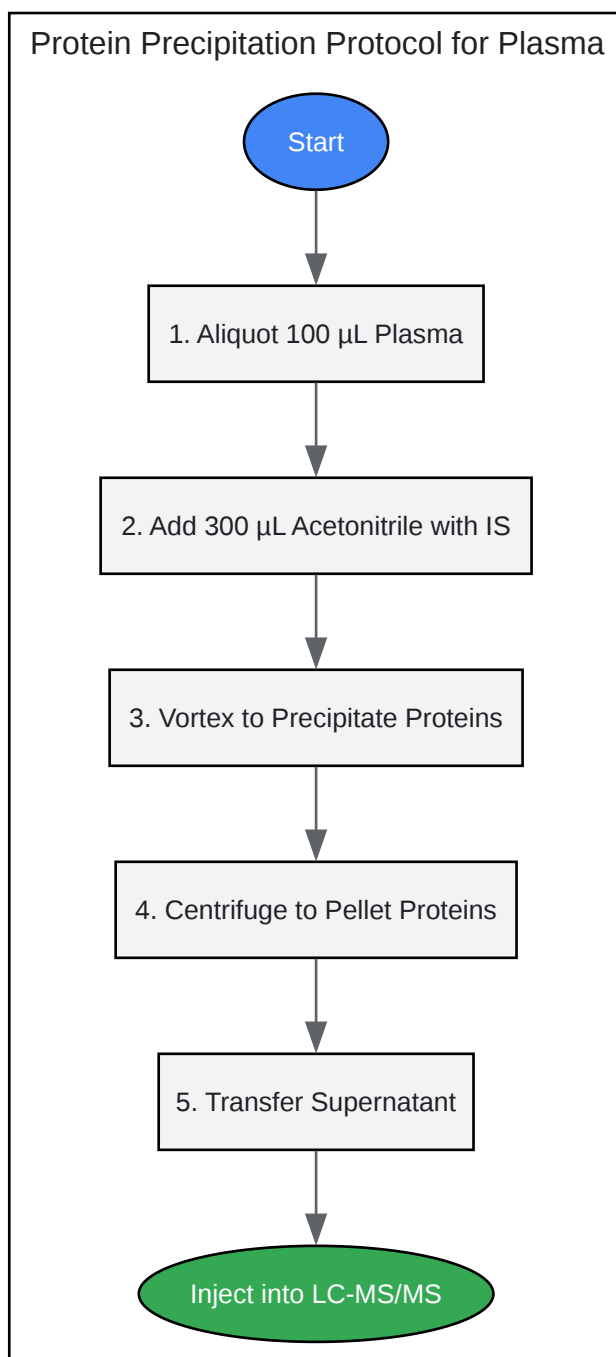 Protein Precipitation Protocol for Plasma
Start
1. Aliquot 100 µL Plasma
2. Add 300 µL Acetonitrile with IS
3. Vortex to Precipitate Proteins
4. Centrifuge to Pellet Proteins
5. Transfer Supernatant
Inject into LC-MS/MS